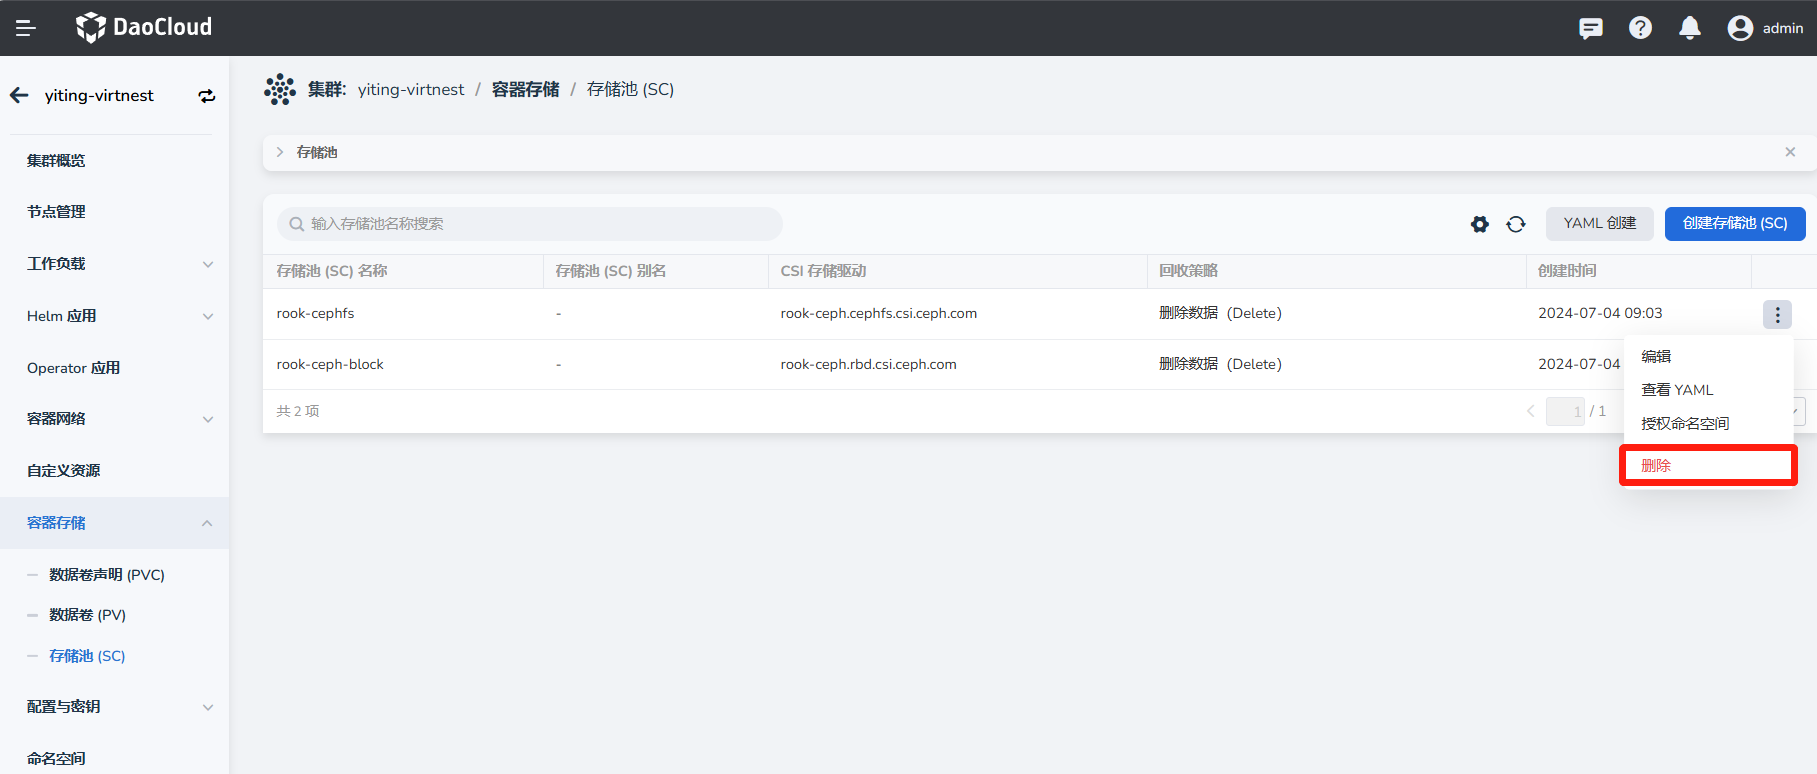 DaoCloud
admin
yiting-virtnest
集群概览
节点管理
工作负载
Helm 应用
Operator 应用
容器网络
自定义资源
容器存储
数据卷声明 (PVC)
数据卷 (PV)
存储池 (SC)
配置与密钥
命名空间
集群: yiting-virtnest / 容器存储 / 存储池 (SC)
存储池
输入存储池名称搜索
YAML 创建
创建存储池 (SC)
存储池 (SC) 名称 存储池 (SC) 别名 CSI 存储驱动 回收策略 创建时间
rook-cephfs - rook-ceph.cephfs.csi.ceph.com 删除数据 (Delete) 2024-07-04 09:03
rook-ceph-block - rook-ceph.rbd.csi.ceph.com 删除数据 (Delete) 2024-07-04
共 2 项
1 / 1
编辑
查看 YAML
授权命名空间
删除